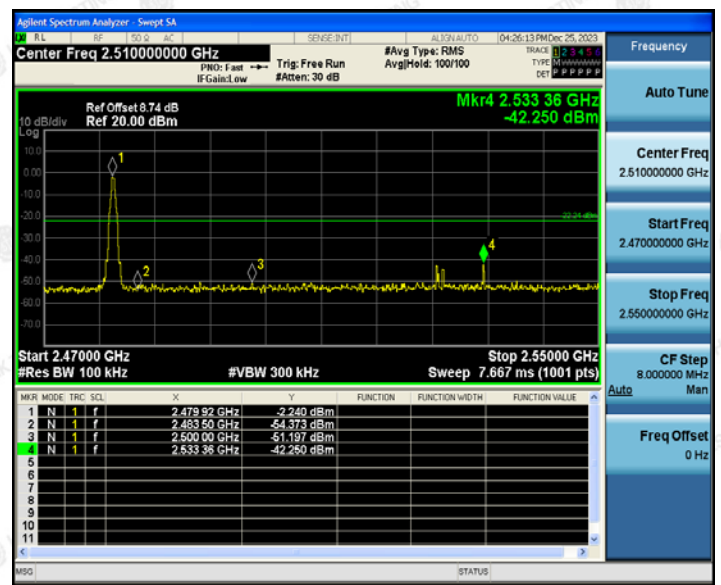 Agilent Spectrum Analyzer - Swept SA
RL RF 50 Ω AC SENSE:INT ALIGNAUTO 04:26:13 PM Dec 25, 2023
Center Freq 2.510000000 GHz
PNO: Fast
IFGain:Low
Trig: Free Run
#Atten: 30 dB
#Avg Type: RMS
Avg|Hold: 100/100
TRACE 1 2 3 4 5 6
TYPE M
DET P P P P P P
Ref Offset 8.74 dB
Ref 20.00 dBm
10 dB/div
Log
Mkr4 2.533 36 GHz
-42.250 dBm
10.0
0.00
-10.0
-20.0
-30.0
-40.0
-50.0
-60.0
-70.0
1
2
3
4
-22.24 dBm
Start 2.47000 GHz
Stop 2.55000 GHz
#Res BW 100 kHz
#VBW 300 kHz
Sweep 7.667 ms (1001 pts)
MKR MODE TRC SCL X Y FUNCTION FUNCTION WIDTH FUNCTION VALUE
1 N 1 f 2.479 92 GHz -2.240 dBm
2 N 1 f 2.483 50 GHz -54.373 dBm
3 N 1 f 2.500 00 GHz -51.197 dBm
4 N 1 f 2.533 36 GHz -42.250 dBm
5
6
7
8
9
10
11
MSG
STATUS
Frequency
Auto Tune
Center Freq
2.510000000 GHz
Start Freq
2.470000000 GHz
Stop Freq
2.550000000 GHz
CF Step
8.000000 MHz
Auto Man
Freq Offset
0 Hz